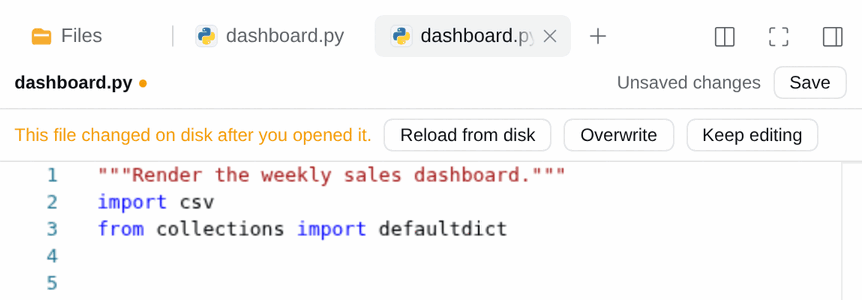 Files dashboard.py dashboard.py
dashboard.py Unsaved changes Save
This file changed on disk after you opened it. Reload from disk Overwrite Keep editing
1 """Render the weekly sales dashboard."""
2 import csv
3 from collections import defaultdict
4
5